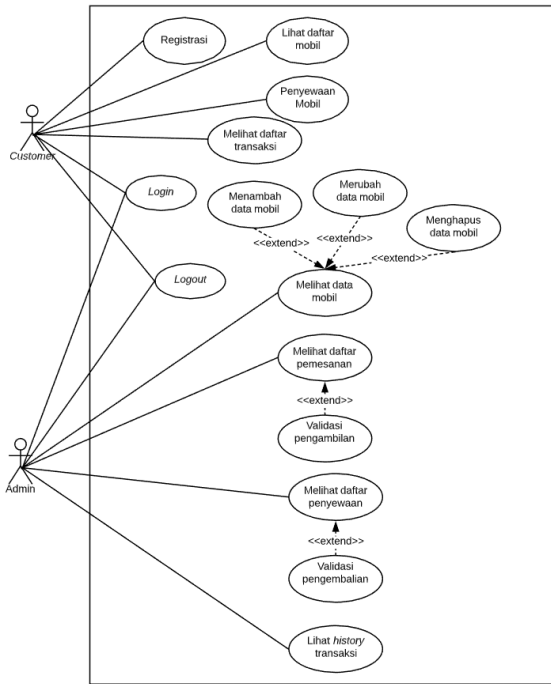 Registrasi
Lihat daftar
mobil
Penyewaan
Mobil
Melihat daftar
transaksi
Customer
Login
Menambah
data mobil
Merubah
data mobil
Menghapus
data mobil
<<extend>>
<<extend>>
<<extend>>
Logout
Melihat data
mobil
Melihat daftar
pemesanan
<<extend>>
Validasi
pengambilan
Admin
Melihat daftar
penyewaan
<<extend>>
Validasi
pengembalian
Lihat history
transaksi